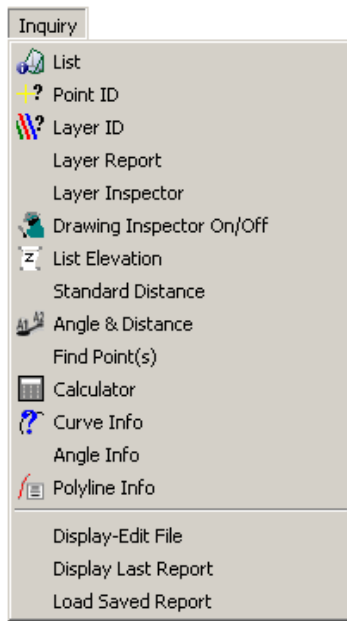 Inquiry
List
Point ID
Layer ID
Layer Report
Layer Inspector
Drawing Inspector On/Off
List Elevation
Standard Distance
Angle & Distance
Find Point(s)
Calculator
Curve Info
Angle Info
Polyline Info
Display-Edit File
Display Last Report
Load Saved Report